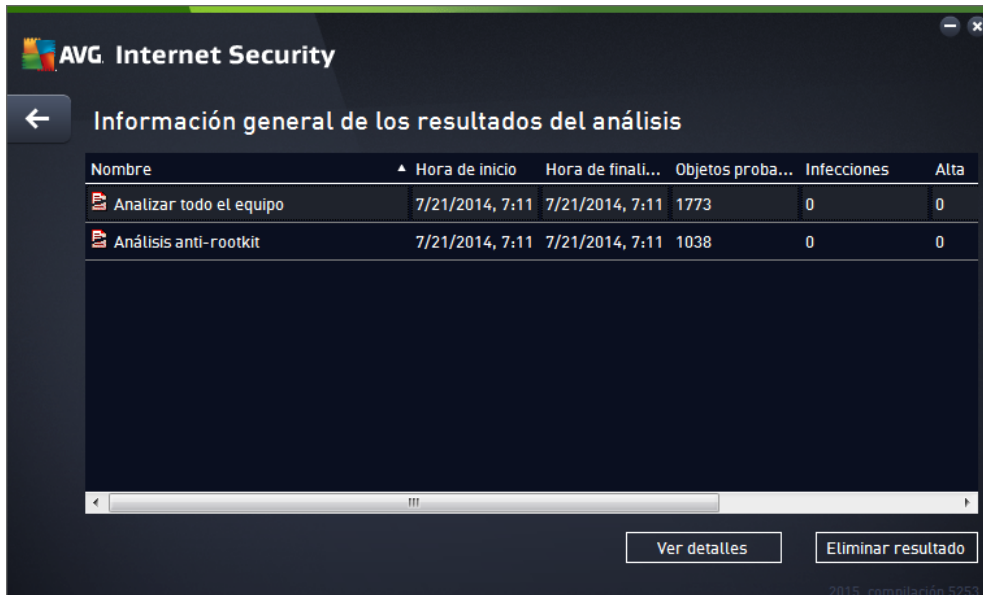 AVG Internet Security
Información general de los resultados del análisis
Nombre Hora de inicio Hora de finali... Objetos proba... Infecciones Alta
Analizar todo el equipo 7/21/2014, 7:11 7/21/2014, 7:11 1773 0 0
Análisis anti-rootkit 7/21/2014, 7:11 7/21/2014, 7:11 1038 0 0
Ver detalles Eliminar resultado
2015, compilación 5253